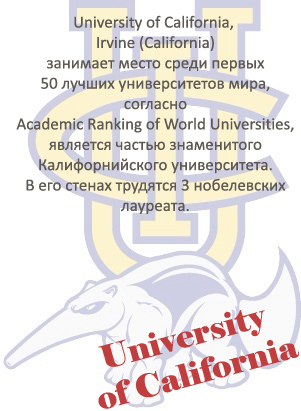 University of California,
Irvine (California)
занимает место среди первых
50 лучших университетов мира,
согласно
Academic Ranking of World Universities,
является частью знаменитого
Калифорнийского университета.
В его стенах трудятся 3 нобелевских
лауреата.
UCI
University
of California